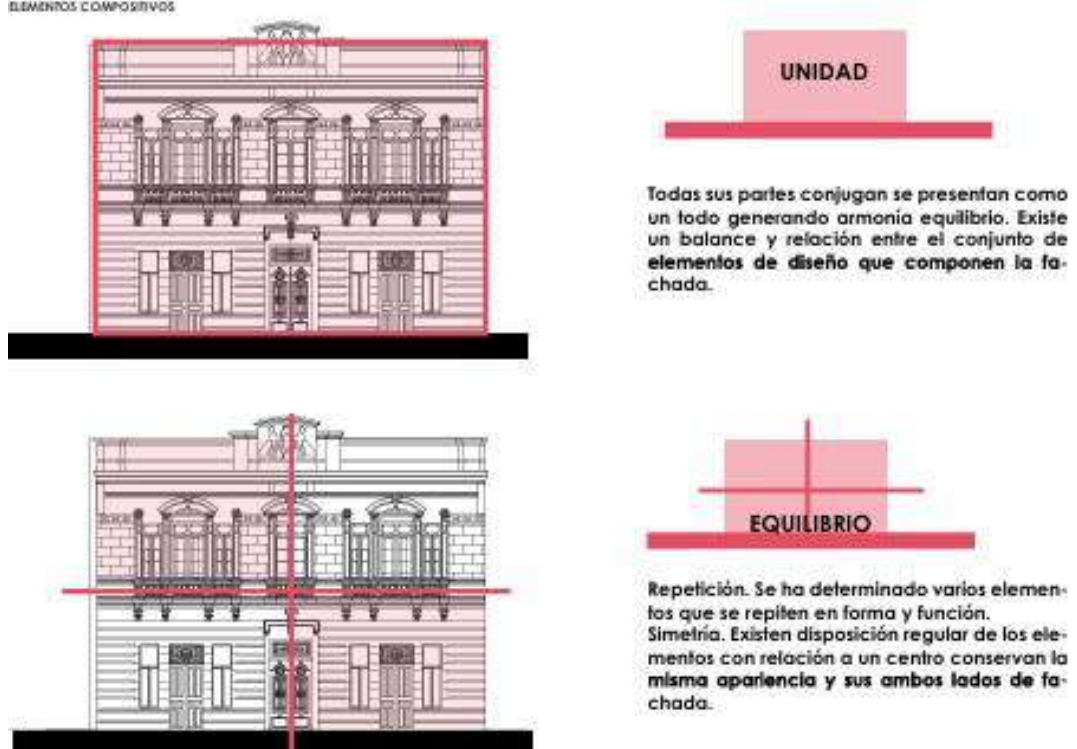 ELEMENTOS COMPOSITIVOS
UNIDAD
Todas sus partes conjugan se presentan como
un todo generando armonía equilibrio. Existe
un balance y relación entre el conjunto de
elementos de diseño que componen la fa-
chada.
EQUILIBRIO
Repetición. Se ha determinado varios elemen-
tos que se repiten en forma y función.
Simetría. Existen disposición regular de los ele-
mentos con relación a un centro conservan la
misma apariencia y sus ambos lados de fa-
chada.